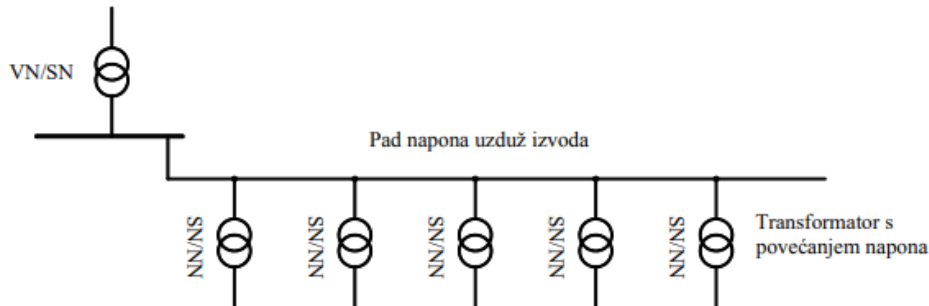 VN/SN
Pad napona uzduž izvoda
SN/NN
SN/NN
SN/NN
SN/NN
SN/NN
Transformator s
povećanjem napona